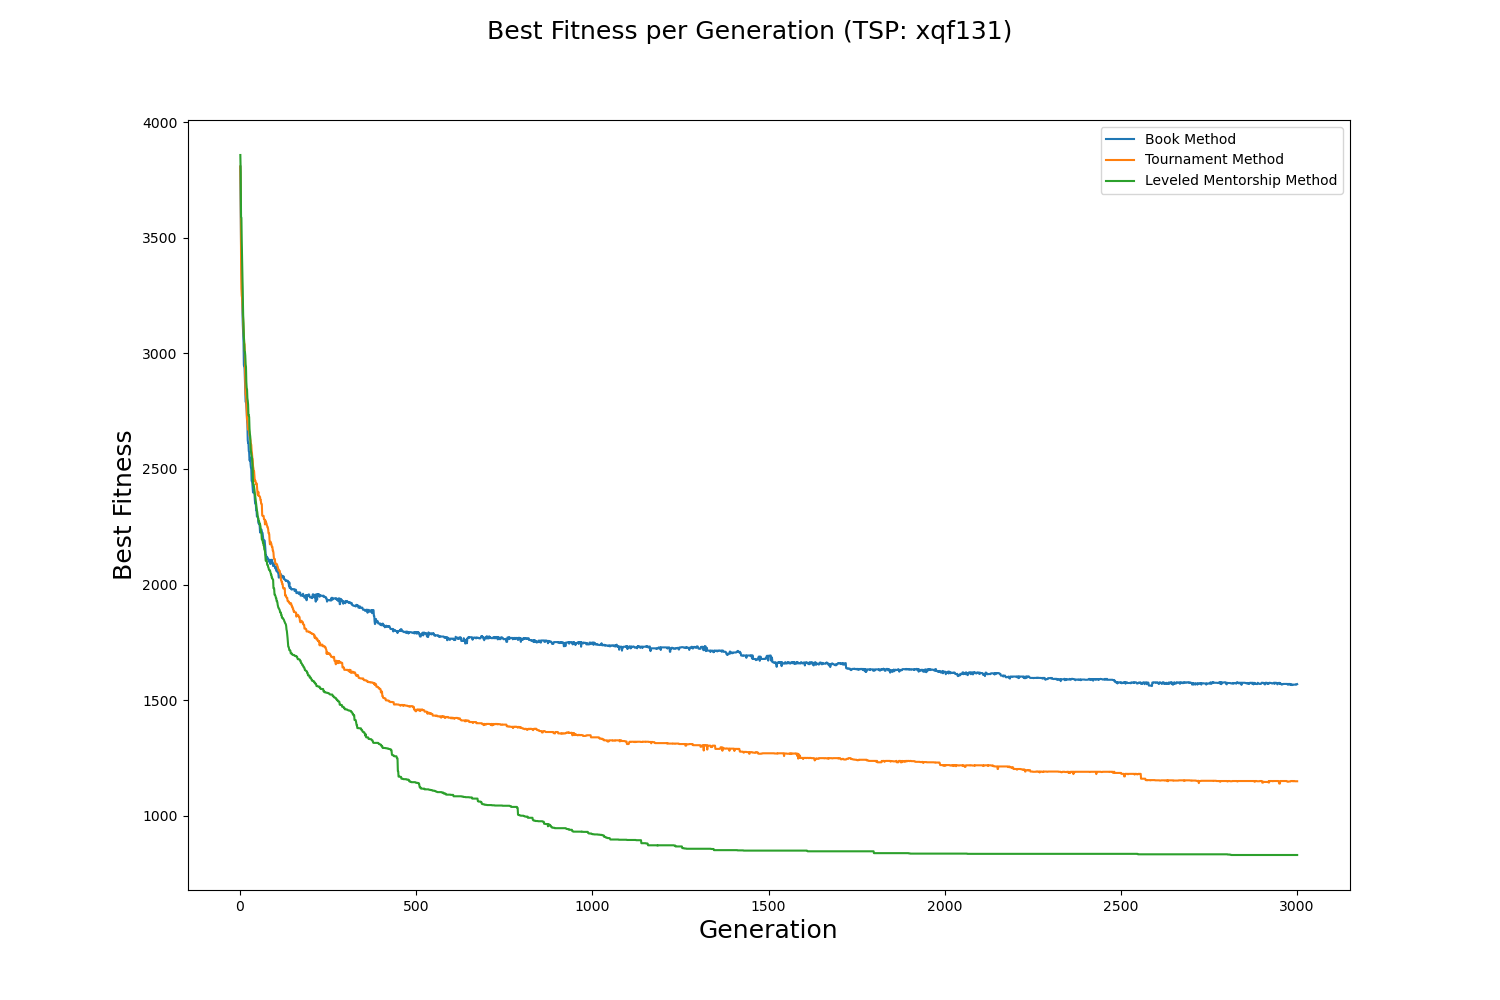 Best Fitness per Generation (TSP: xqf131)
4000
3500
3000
2500
2000
1500
1000
Best Fitness
Book Method
Tournament Method
Leveled Mentorship Method
0 500 1000 1500 2000 2500 3000
Generation